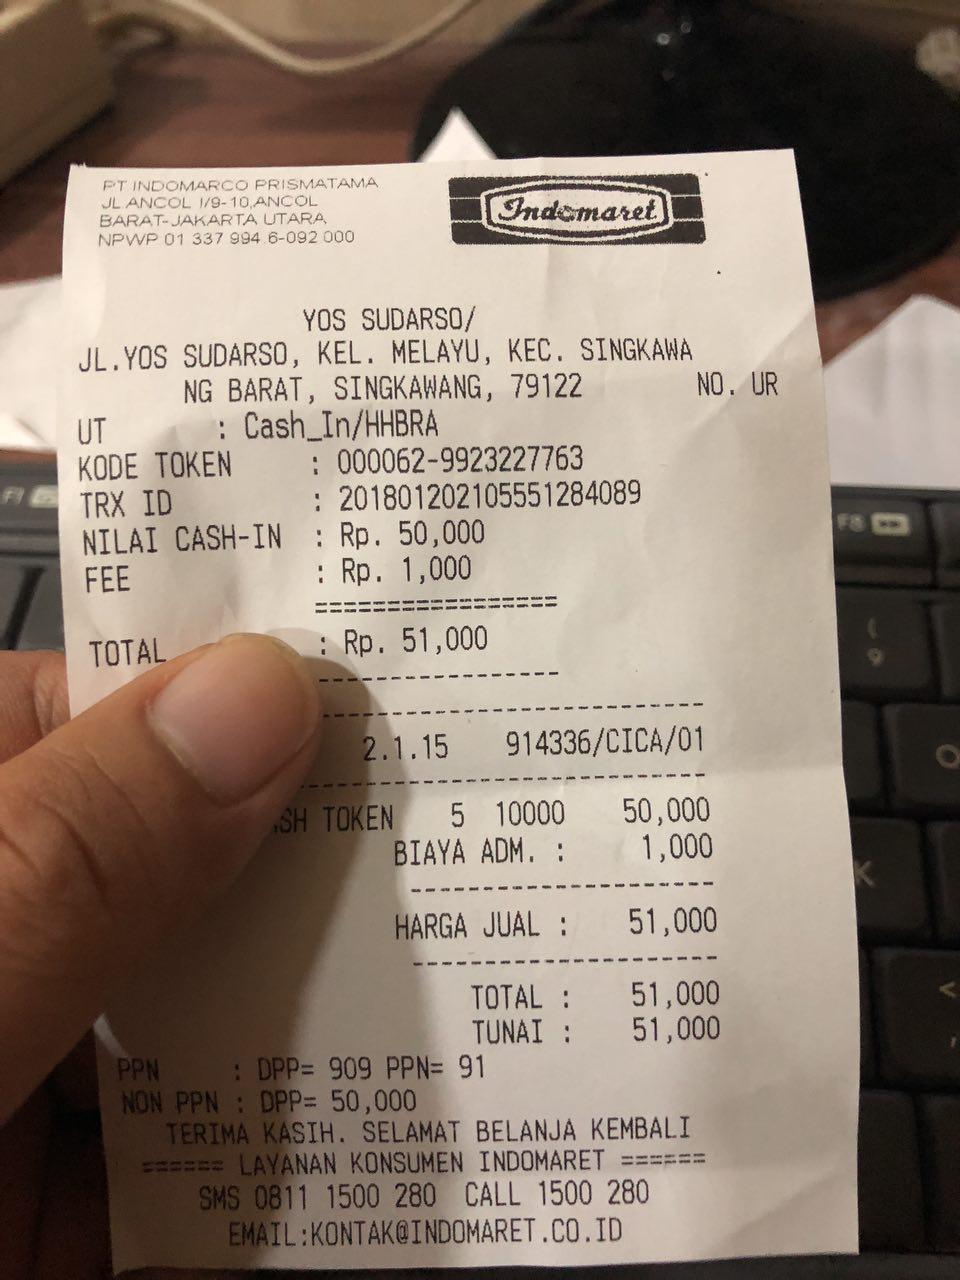 PT INDOMARCO PRISMATAMA
JL.ANCOL I/9-10,ANCOL
BARAT-JAKARTA UTARA,
NPWP 01 337 994 6-092 000
Indomaret
YOS SUDARSO/
JL.YOS SUDARSO, KEL. MELAYU, KEC. SINGKAWA
NG BARAT, SINGKAWANG, 79122 NO. UR
UT : Cash_In/HHBRA
KODE TOKEN : 000062-9923227763
TRX ID : 201801202105551284089
NILAI CASH-IN : Rp. 50,000
FEE : Rp. 1,000
=================
TOTAL : Rp. 51,000
2.1.15 914336/CICA/01
TOKEN 5 10000 50,000
BIAYA ADM. : 1,000
HARGA JUAL : 51,000
TOTAL : 51,000
TUNAI : 51,000
PPN : DPP= 909 PPN= 91
NON PPN : DPP= 50,000
TERIMA KASIH. SELAMAT BELANJA KEMBALI
====== LAYANAN KONSUMEN INDOMARET ======
SMS 0811 1500 280 CALL 1500 280
EMAIL:KONTAK@INDOMARET.CO.ID
F8
( 9
O
K
<
,